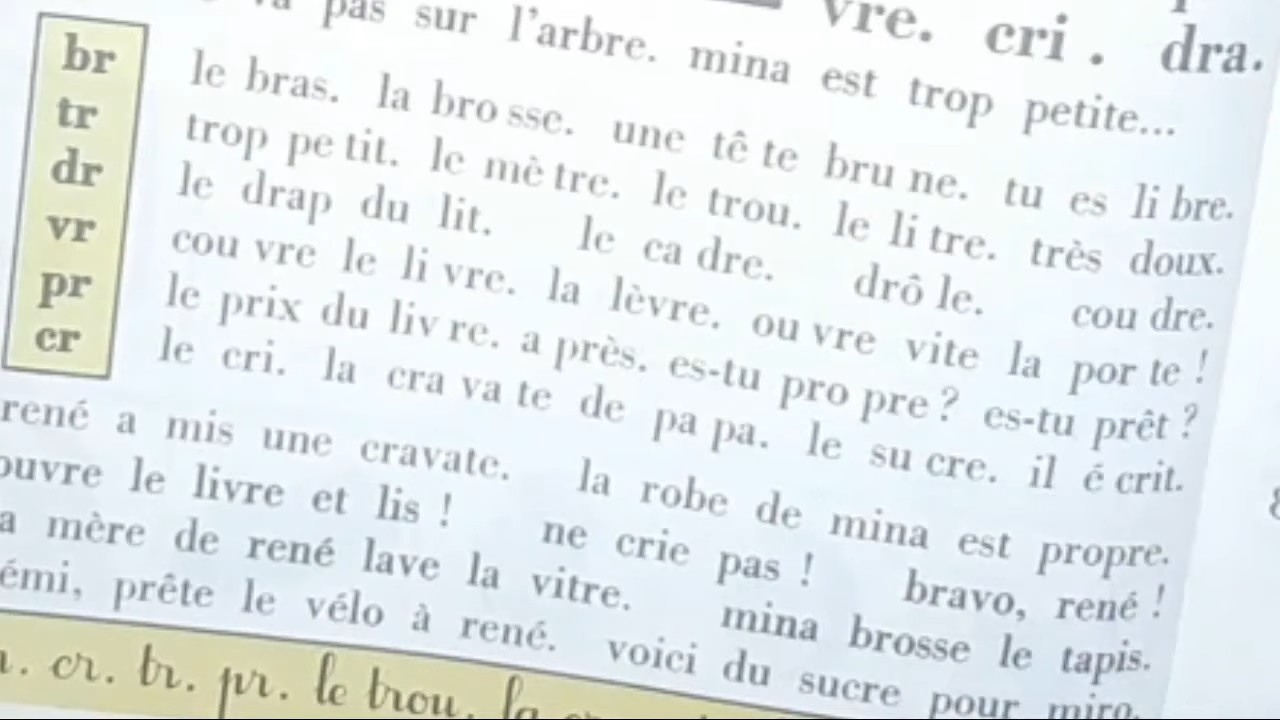 vre. cri. dra.
pas sur l'arbre. mina est trop petite...
br
tr
dr
vr
pr
cr
le bras. la bro sse. une tê te bru ne. tu es li bre.
trop pe tit. le mè tre. le trou. le li tre. très doux.
le drap du lit. le ca dre. drô le. cou dre.
cou vre le li vre. la lèvre. ou vre vite la por te !
le prix du liv re. a près. es-tu pro pre ? es-tu prêt ?
le cri. la cra va te de pa pa. le su cre. il é crit.
rené a mis une cravate. la robe de mina est propre.
ouvre le livre et lis ! ne crie pas ! bravo, rené !
a mère de rené lave la vitre. mina brosse le tapis.
émi, prête le vélo à rené. voici du sucre pour miro.
cr. br. pr. le trou. la